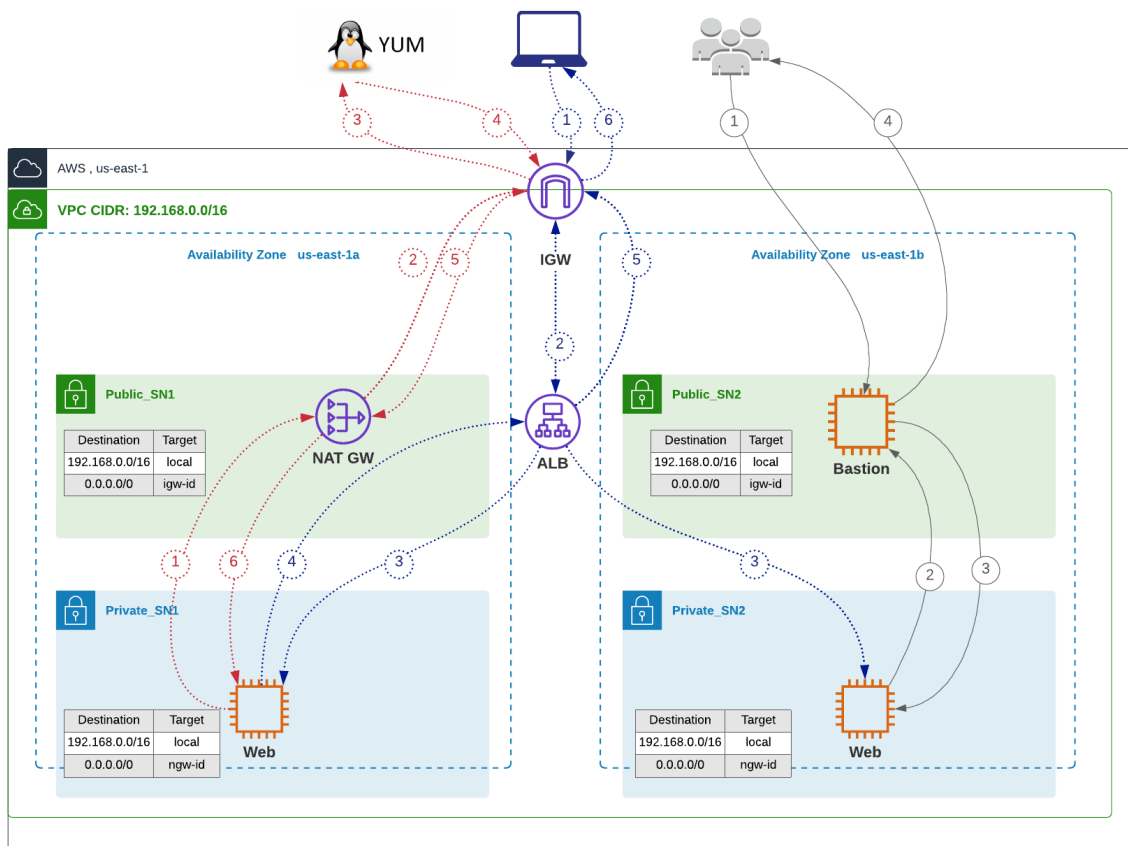 YUM
1
6
3
4
1
4
AWS , us-east-1
VPC CIDR: 192.168.0.0/16
Availability Zone us-east-1a
IGW
Availability Zone us-east-1b
2
5
5
2
Public_SN1
Destination Target
192.168.0.0/16 local
0.0.0.0/0 igw-id
NAT GW
ALB
Public_SN2
Destination Target
192.168.0.0/16 local
0.0.0.0/0 igw-id
Bastion
1
6
4
3
3
2
3
Private_SN1
Destination Target
192.168.0.0/16 local
0.0.0.0/0 ngw-id
Web
Private_SN2
Destination Target
192.168.0.0/16 local
0.0.0.0/0 ngw-id
Web